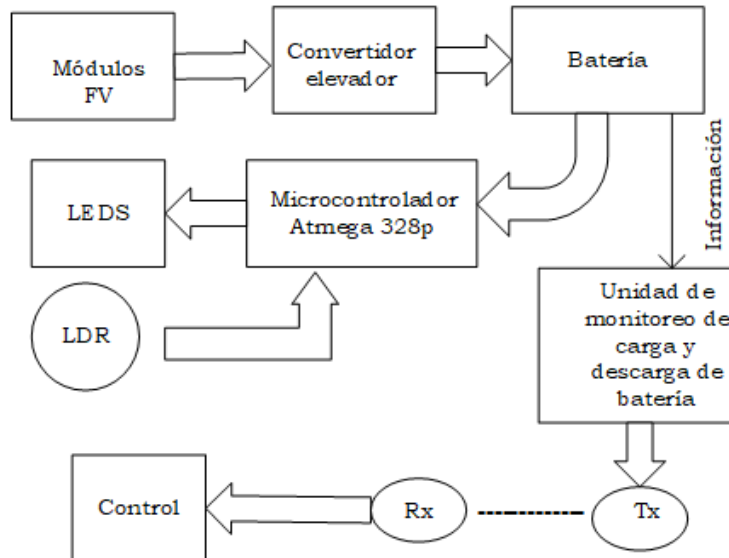 Módulos
FV
Convertidor
elevador
Batería
LEDS
Microcontrolador
Atmega 328p
Información
LDR
Unidad de
monitoreo de
carga y
descarga de
batería
Control
Rx
Tx